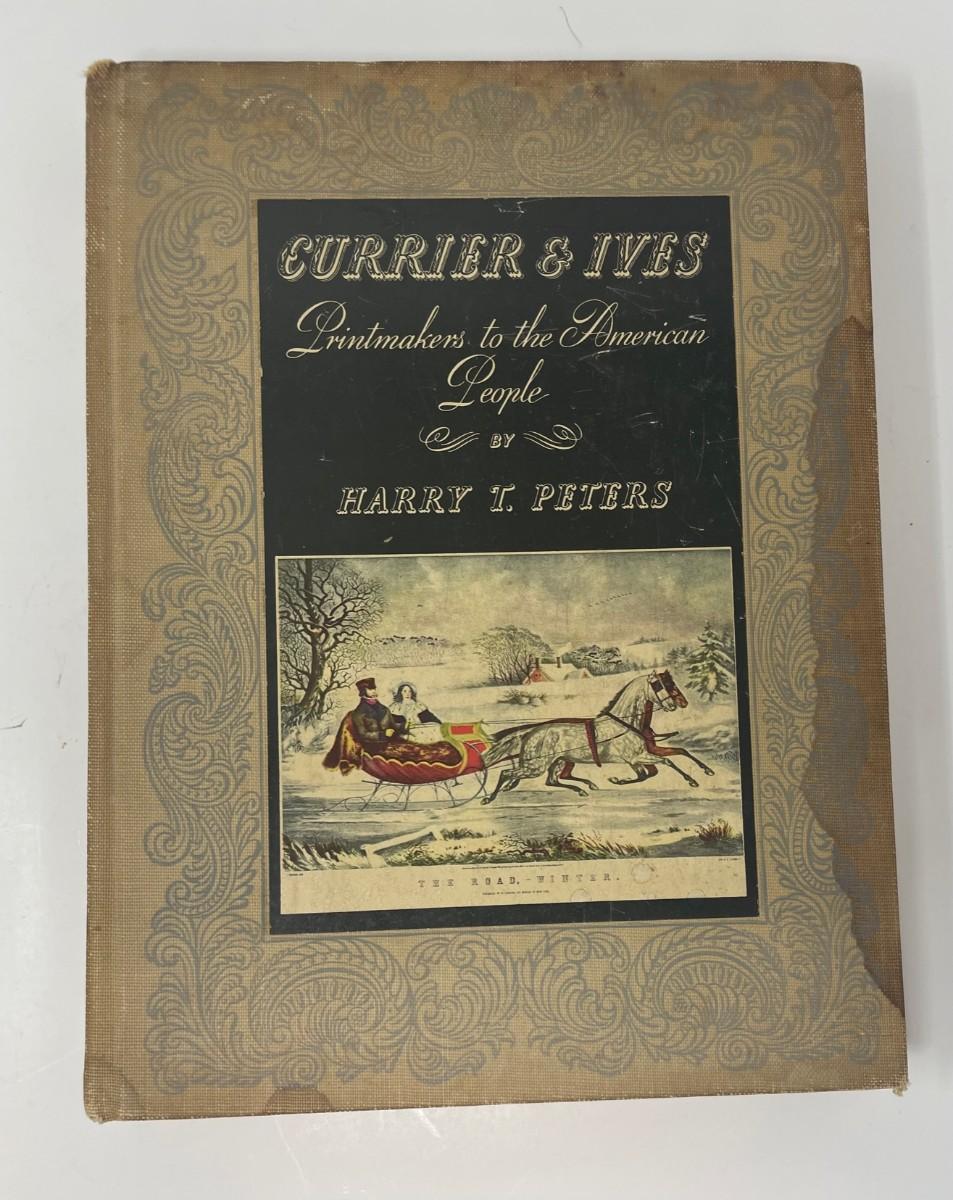 CURRIER & IVES
Printmakers to the American
People
BY
HARRY T. PETERS
THE ROAD,-WINTER.